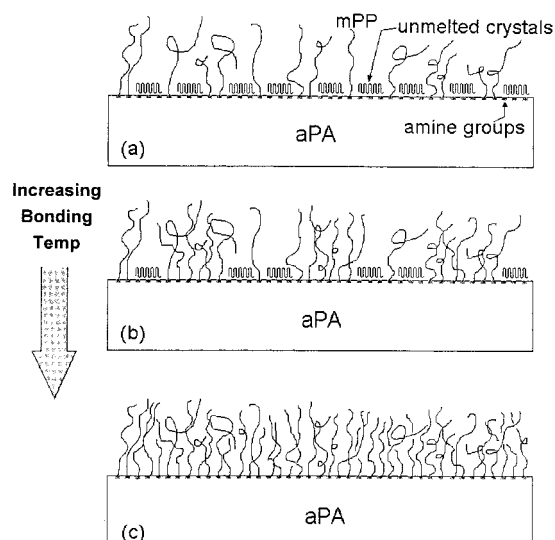 mPP
unmelted crystals
aPA
amine groups
(a)
Increasing
Bonding
Temp
aPA
(b)
aPA
(c)